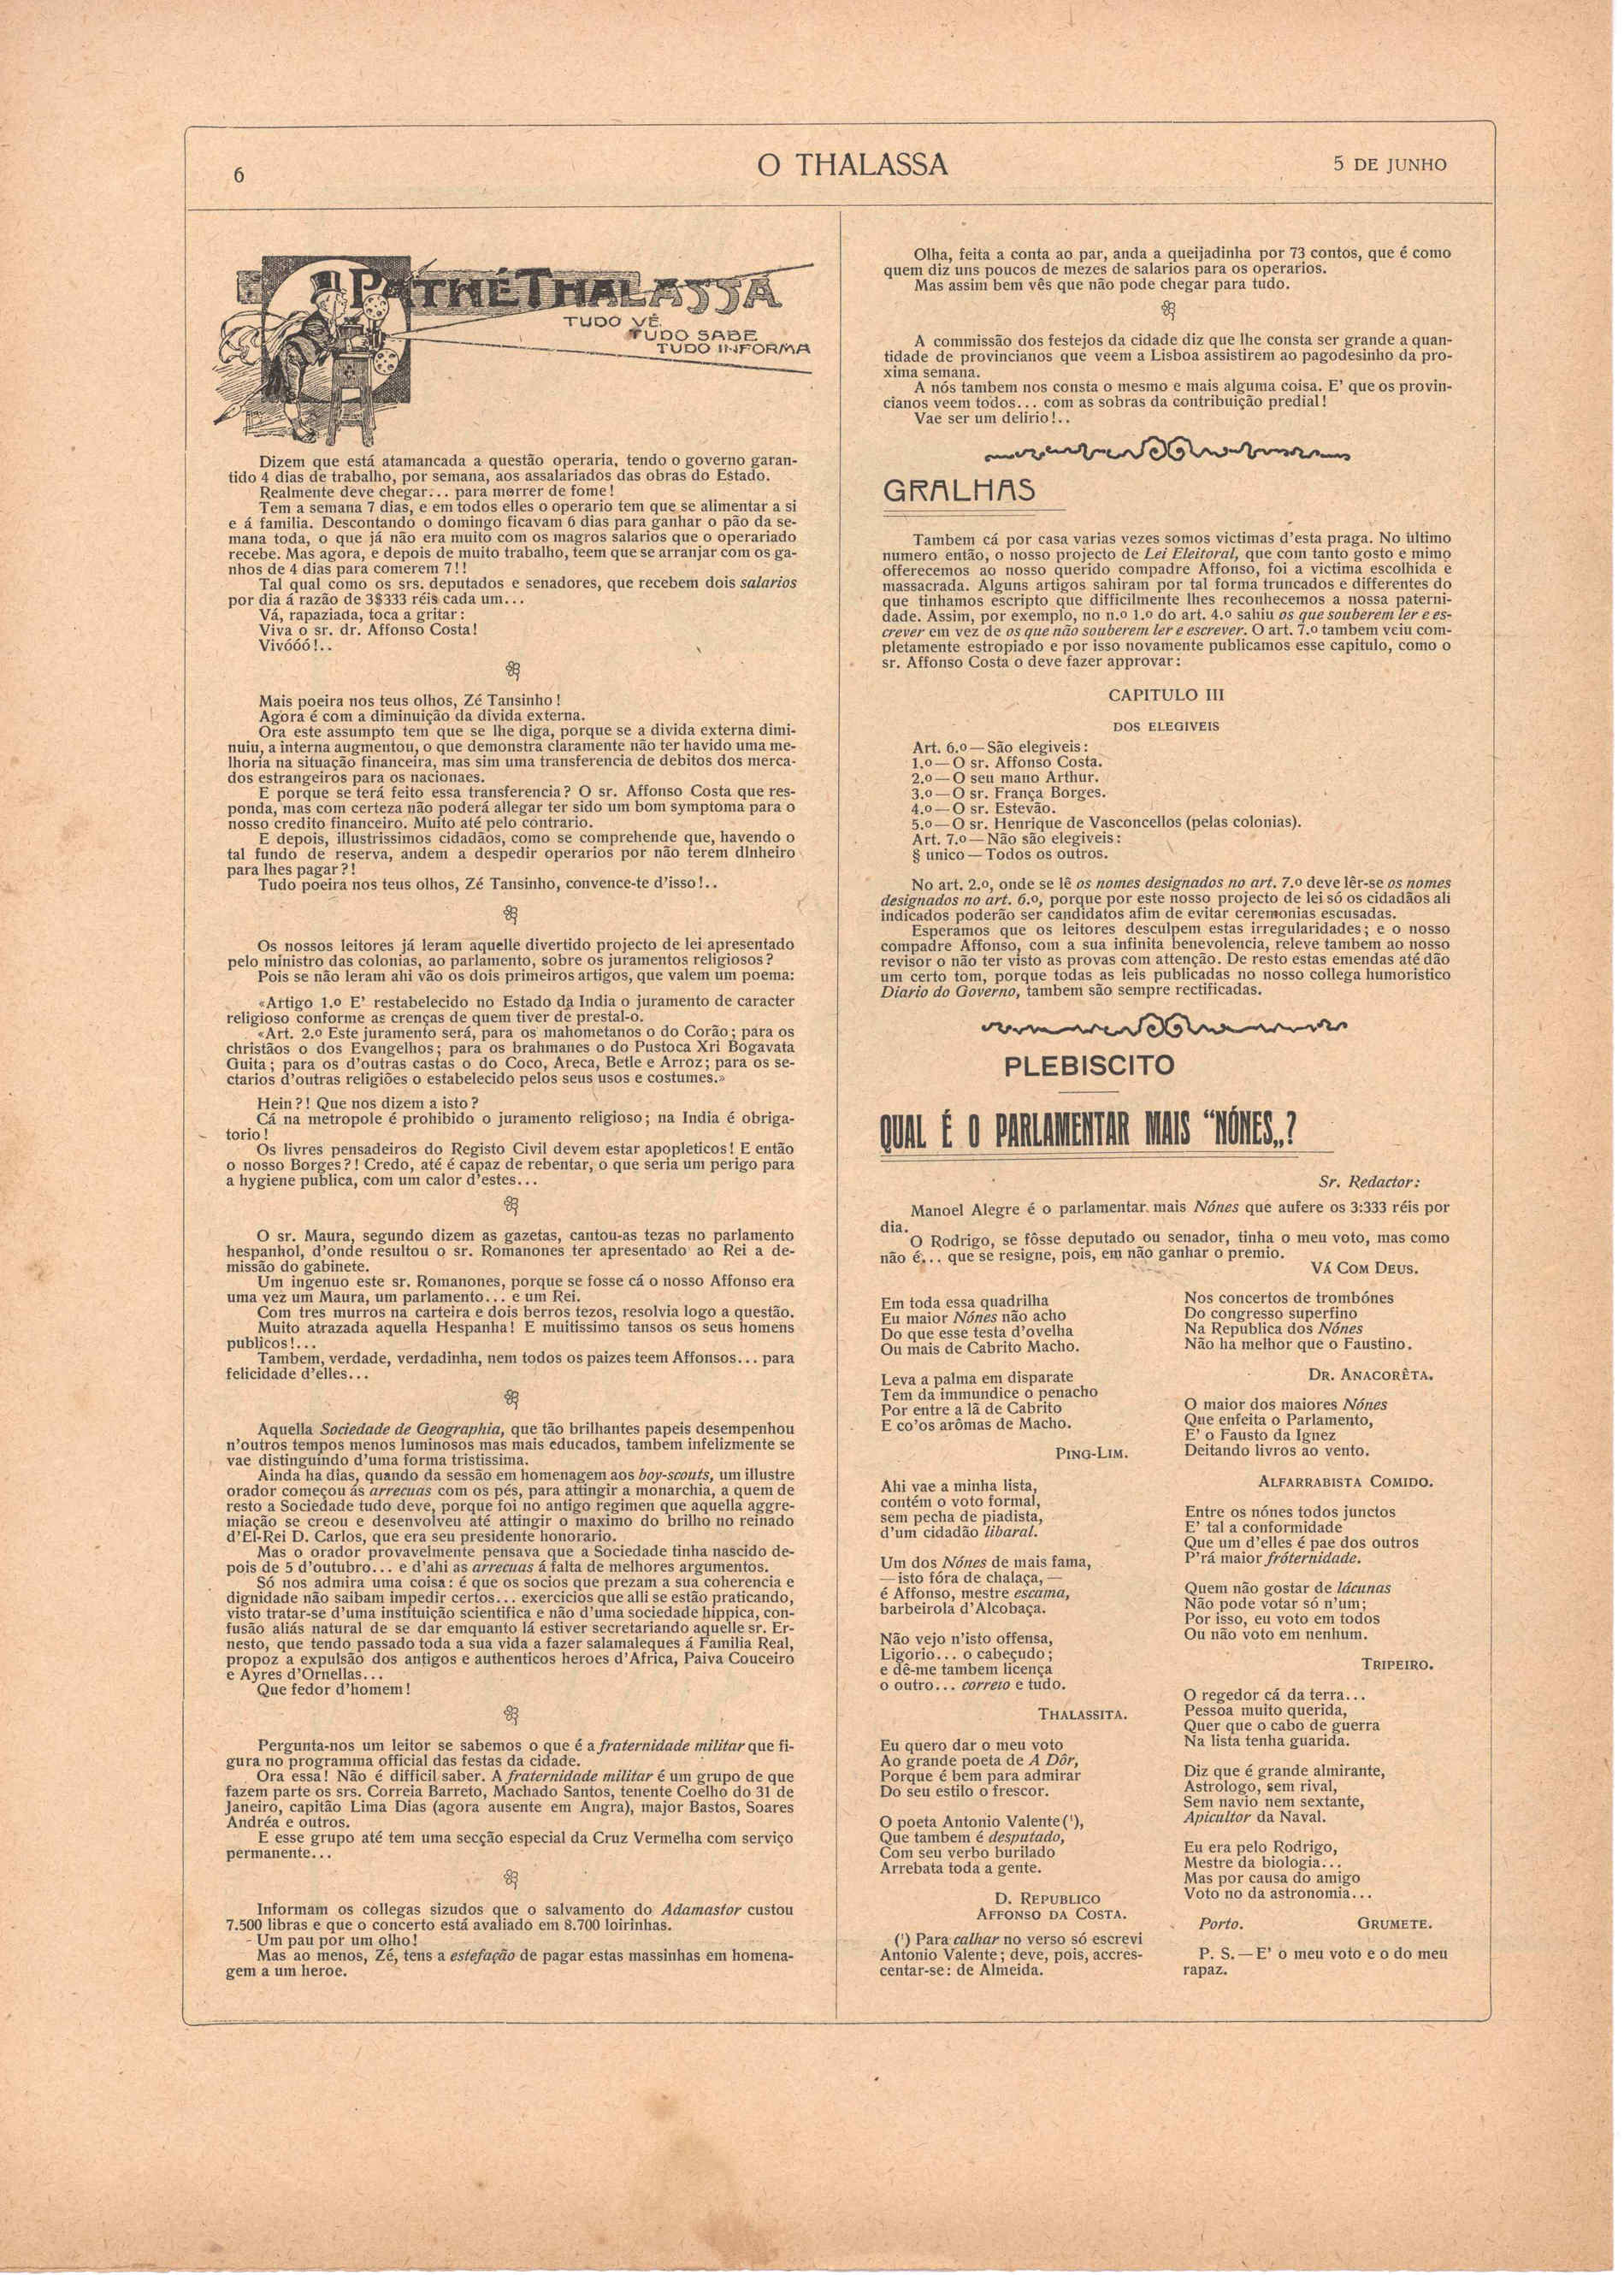 6
O THALASSA
5 DE JUNHO
PATHÉ THALASSA
TUDO VÊ
TUDO SABE
TUDO INFORMA
Dizem que está atamancada a questão operaria, tendo o governo garan-
tido 4 dias de trabalho, por semana, aos assalariados das obras do Estado.
Realmente deve chegar... para morrer de fome!
Tem a semana 7 dias, e em todos elles o operario tem que se alimentar a si
e á familia. Descontando o domingo ficavam 6 dias para ganhar o pão da se-
mana toda, o que já não era muito com os magros salarios que o operariado
recebe. Mas agora, e depois de muito trabalho, teem que se arranjar com os ga-
nhos de 4 dias para comerem 7!!
Tal qual como os srs. deputados e senadores, que recebem dois salarios
por dia á razão de 3$333 réis cada um...
Vá, rapaziada, toca a gritar:
Viva o sr. dr. Affonso Costa!
Vivóóó!..
Mais poeira nos teus olhos, Zé Tansinho!
Agora é com a diminuição da divida externa.
Ora este assumpto tem que se lhe diga, porque se a divida externa dimi-
nuiu, a interna augmentou, o que demonstra claramente não ter havido uma me-
lhoria na situação financeira, mas sim uma transferencia de debitos dos merca-
dos estrangeiros para os nacionaes.
E porque se terá feito essa transferencia? O sr. Affonso Costa que res-
ponda, mas com certeza não poderá allegar ter sido um bom symptoma para o
nosso credito financeiro. Muito até pelo contrario.
E depois, illustrissimos cidadãos, como se comprehende que, havendo o
tal fundo de reserva, andem a despedir operarios por não terem dinheiro
para lhes pagar?!
Tudo poeira nos teus olhos, Zé Tansinho, convence-te d'isso!..
Os nossos leitores já leram aquelle divertido projecto de lei apresentado
pelo ministro das colonias, ao parlamento, sobre os juramentos religiosos?
Pois se não leram ahi vão os dois primeiros artigos, que valem um poema:
«Artigo 1.º E' restabelecido no Estado da India o juramento de caracter
religioso conforme as crenças de quem tiver de prestal-o.
«Art. 2.º Este juramento será, para os mahometanos o do Corão; para os
christãos o dos Evangelhos; para os brahmanes o do Pustoca Xri Bogavata
Guita; para os d'outras castas o do Coco, Areca, Betle e Arroz; para os se-
ctarios d'outras religiões o estabelecido pelos seus usos e costumes.»
Hein?! Que nos dizem a isto?
Cá na metropole é prohibido o juramento religioso; na India é obriga-
torio!
Os livres pensadeiros do Registo Civil devem estar apopleticos! E então
o nosso Borges?! Credo, até é capaz de rebentar, o que seria um perigo para
a hygiene publica, com um calor d'estes...
O sr. Maura, segundo dizem as gazetas, cantou-as tezas no parlamento
hespanhol, d'onde resultou o sr. Romanones ter apresentado ao Rei a de-
missão do gabinete.
Um ingenuo este sr. Romanones, porque se fosse cá o nosso Affonso era
uma vez um Maura, um parlamento... e um Rei.
Com tres murros na carteira e dois berros tezos, resolvia logo a questão.
Muito atrazada aquella Hespanha! E muitissimo tansos os seus homens
publicos!...
Tambem, verdade, verdadinha, nem todos os paizes teem Affonsos... para
felicidade d'elles...
Aquella Sociedade de Geographia, que tão brilhantes papeis desempenhou
n'outros tempos menos luminosos mas mais educados, tambem infelizmente se
vae distinguindo d'uma forma tristissima.
Ainda ha dias, quando da sessão em homenagem aos boy-scouts, um illustre
orador começou ás arrecuas com os pés, para attingir a monarchia, a quem de
resto a Sociedade tudo deve, porque foi no antigo regimen que aquella aggre-
miação se creou e desenvolveu até attingir o maximo do brilho no reinado
d'El-Rei D. Carlos, que era seu presidente honorario.
Mas o orador provavelmente pensava que a Sociedade tinha nascido de-
pois de 5 d'outubro... e d'ahi as arrecuas á falta de melhores argumentos.
Só nos admira uma coisa: é que os socios que prezam a sua coherencia e
dignidade não saibam impedir certos... exercicios que alli se estão praticando,
visto tratar-se d'uma instituição scientifica e não d'uma sociedade hippica, con-
fusão aliás natural de se dar emquanto lá estiver secretariando aquelle sr. Er-
nesto, que tendo passado toda a sua vida a fazer salamaleques á Familia Real,
propoz a expulsão dos antigos e authenticos heroes d'Africa, Paiva Couceiro
e Ayres d'Ornellas...
Que fedor d'homem!
Pergunta-nos um leitor se sabemos o que é a fraternidade militar que fi-
gura no programma official das festas da cidade.
Ora essa! Não é difficil saber. A fraternidade militar é um grupo de que
fazem parte os srs. Correia Barreto, Machado Santos, tenente Coelho do 31 de
Janeiro, capitão Lima Dias (agora ausente em Angra), major Bastos, Soares
Andréa e outros.
E esse grupo até tem uma secção especial da Cruz Vermelha com serviço
permanente...
Informam os collegas sizudos que o salvamento do Adamastor custou
7.500 libras e que o concerto está avaliado em 8.700 loirinhas.
- Um pau por um olho!
Mas ao menos, Zé, tens a estefação de pagar estas massinhas em homena-
gem a um heroe.
Olha, feita a conta ao par, anda a queijadinha por 73 contos, que é como
quem diz uns poucos de mezes de salarios para os operarios.
Mas assim bem vês que não pode chegar para tudo.
A commissão dos festejos da cidade diz que lhe consta ser grande a quan-
tidade de provincianos que veem a Lisboa assistirem ao pagodesinho da pro-
xima semana.
A nós tambem nos consta o mesmo e mais alguma coisa. E' que os provin-
cianos veem todos... com as sobras da contribuição predial!
Vae ser um delirio!..
GRALHAS
Tambem cá por casa varias vezes somos victimas d'esta praga. No ultimo
numero então, o nosso projecto de Lei Eleitoral, que com tanto gosto e mimo
offerecemos ao nosso querido compadre Affonso, foi a victima escolhida e
massacrada. Alguns artigos sahiram por tal forma truncados e differentes do
que tinhamos escripto que difficilmente lhes reconhecemos a nossa paterni-
dade. Assim, por exemplo, no n.º 1.º do art. 4.º sahiu os que souberem ler e es-
crever em vez de os que não souberem ler e escrever. O art. 7.º tambem veiu com-
pletamente estropiado e por isso novamente publicamos esse capitulo, como o
sr. Affonso Costa o deve fazer approvar:
CAPITULO III
DOS ELEGIVEIS
Art. 6.º—São elegiveis:
1.º—O sr. Affonso Costa.
2.º—O seu mano Arthur.
3.º—O sr. França Borges.
4.º—O sr. Estevão.
5.º—O sr. Henrique de Vasconcellos (pelas colonias).
Art. 7.º—Não são elegiveis:
§ unico—Todos os outros.
No art. 2.º, onde se lê os nomes designados no art. 7.º deve lêr-se os nomes
designados no art. 6.º, porque por este nosso projecto de lei só os cidadãos ali
indicados poderão ser candidatos afim de evitar ceremonias escusadas.
Esperamos que os leitores desculpem estas irregularidades; e o nosso
compadre Affonso, com a sua infinita benevolencia, releve tambem ao nosso
revisor o não ter visto as provas com attenção. De resto estas emendas até dão
um certo tom, porque todas as leis publicadas no nosso collega humoristico
Diario do Governo, tambem são sempre rectificadas.
PLEBISCITO
QUAL É O PARLAMENTAR MAIS "NÓNES,,?
Sr. Redactor:
Manoel Alegre é o parlamentar mais Nónes que aufere os 3:333 réis por
dia.
O Rodrigo, se fôsse deputado ou senador, tinha o meu voto, mas como
não é... que se resigne, pois, em não ganhar o premio.
VÁ COM DEUS.
Em toda essa quadrilha
Eu maior Nónes não acho
Do que esse testa d'ovelha
Ou mais de Cabrito Macho.
Leva a palma em disparate
Tem da immundice o penacho
Por entre a lã de Cabrito
E co'os arômas de Macho.
PING-LIM.
Ahi vae a minha lista,
contém o voto formal,
sem pecha de piadista,
d'um cidadão libaral.
Um dos Nónes de mais fama,
—isto fóra de chalaça,—
é Affonso, mestre escama,
barbeirola d'Alcobaça.
Não vejo n'isto offensa,
Ligorio... o cabeçudo;
e dê-me tambem licença
o outro... correio e tudo.
THALASSITA.
Eu quero dar o meu voto
Ao grande poeta de A Dôr,
Porque é bem para admirar
Do seu estilo o frescor.
O poeta Antonio Valente(¹),
Que tambem é desputado,
Com seu verbo burilado
Arrebata toda a gente.
D. REPUBLICO
AFFONSO DA COSTA.
(¹) Para calhar no verso só escrevi
Antonio Valente; deve, pois, accres-
centar-se: de Almeida.
Nos concertos de trombónes
Do congresso superfino
Na Republica dos Nónes
Não ha melhor que o Faustino.
DR. ANACORÊTA.
O maior dos maiores Nónes
Que enfeita o Parlamento,
E' o Fausto da Ignez
Deitando livros ao vento.
ALFARRABISTA COMIDO.
Entre os nónes todos junctos
E' tal a conformidade
Que um d'elles é pae dos outros
P'rá maior fróternidade.
Quem não gostar de lácunas
Não pode votar só n'um;
Por isso, eu voto em todos
Ou não voto em nenhum.
TRIPEIRO.
O regedor cá da terra...
Pessoa muito querida,
Quer que o cabo de guerra
Na lista tenha guarida.
Diz que é grande almirante,
Astrologo, sem rival,
Sem navio nem sextante,
Apicultor da Naval.
Eu era pelo Rodrigo,
Mestre da biologia...
Mas por causa do amigo
Voto no da astronomia...
Porto. GRUMETE.
P. S.—E' o meu voto e o do meu
rapaz.